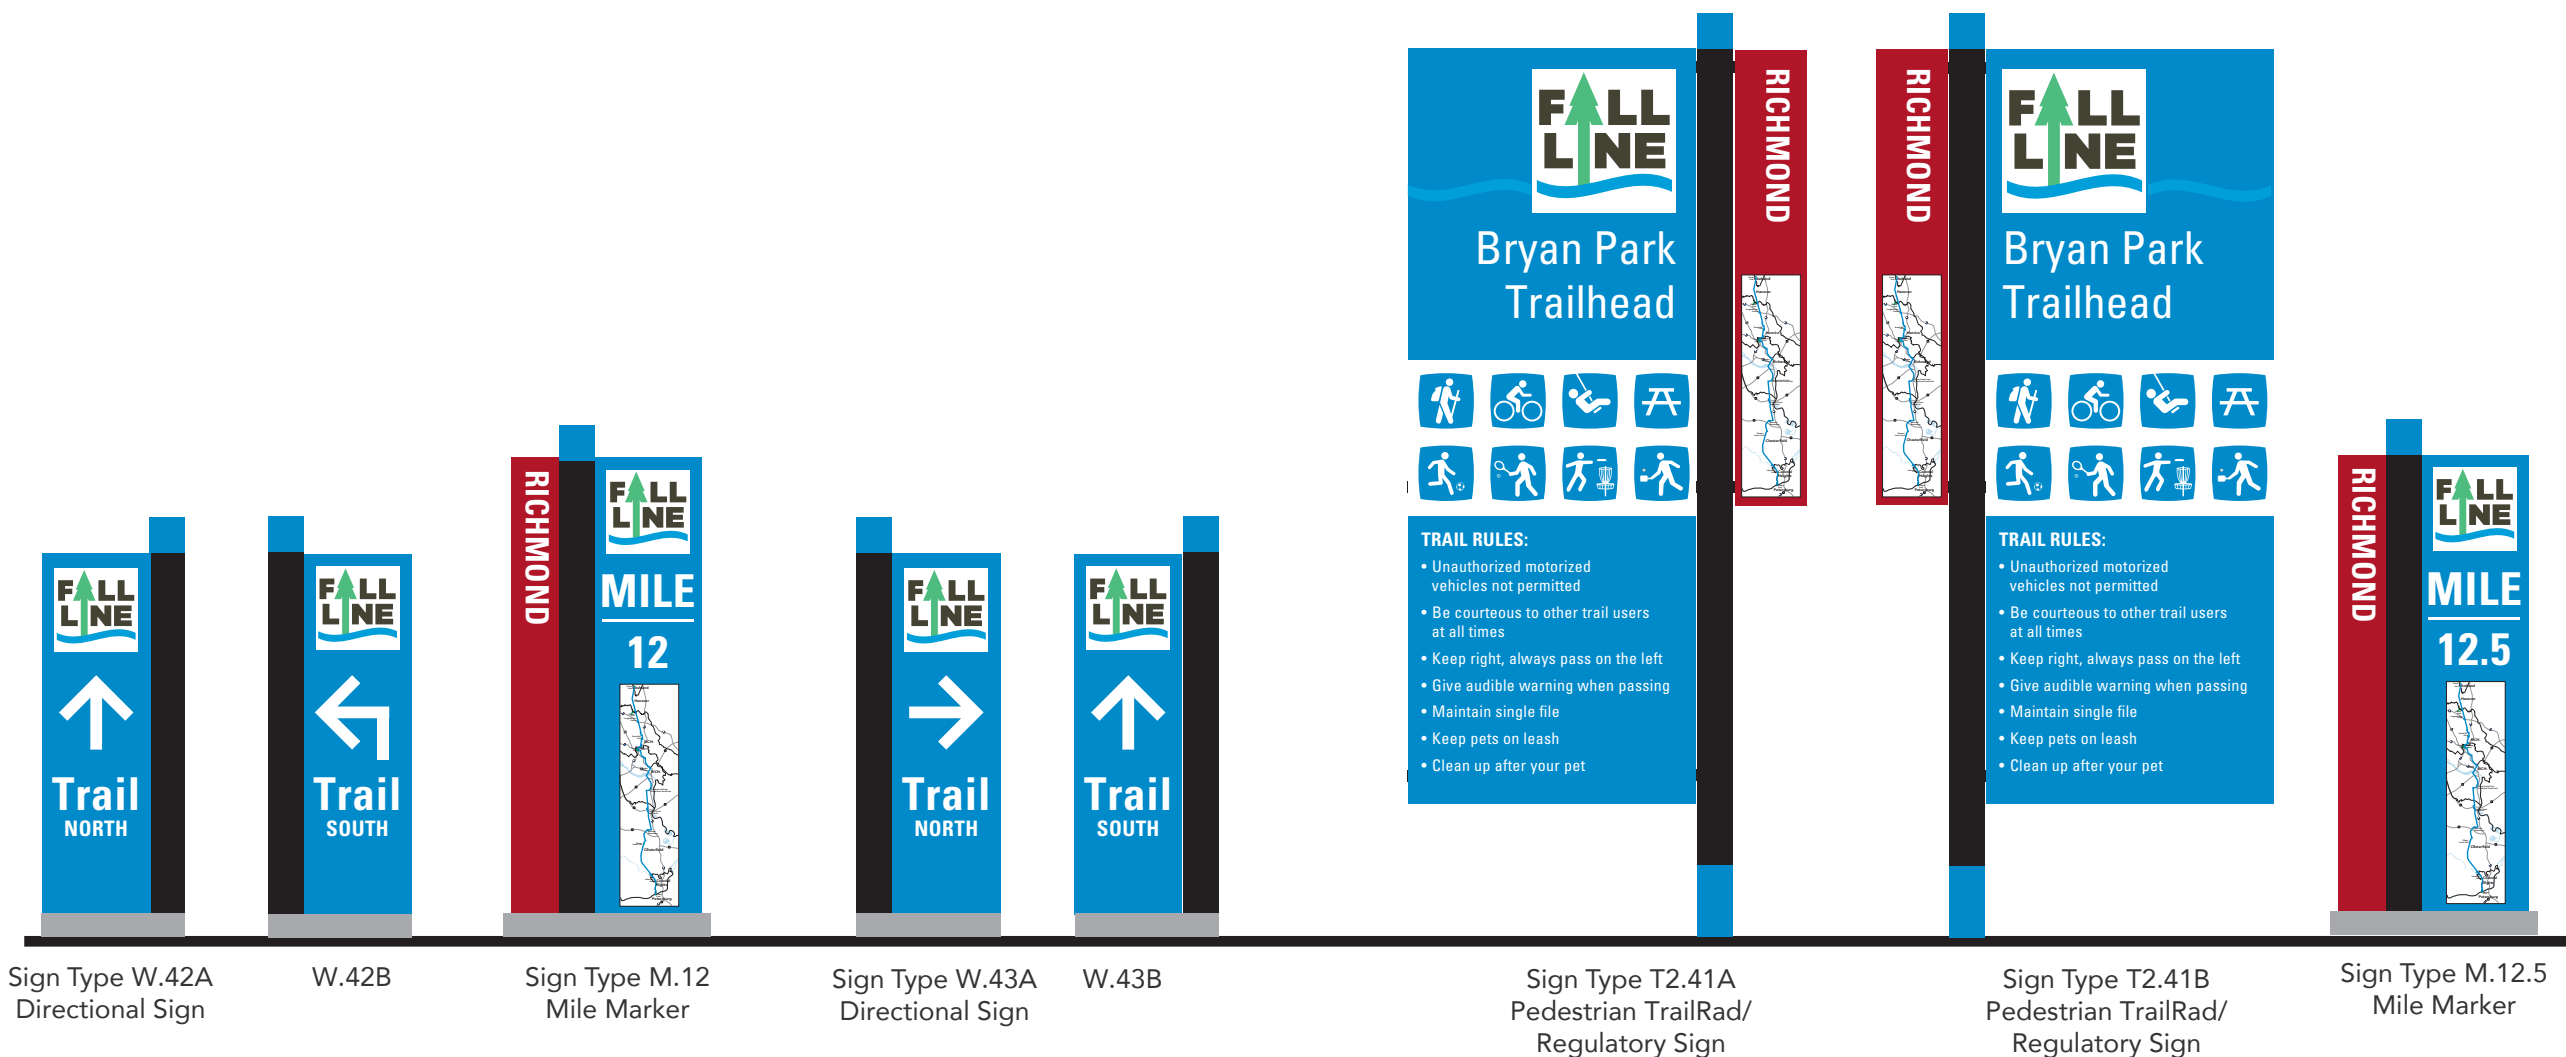 FALL
LINE
Trail
NORTH
FALL
LINE
Trail
SOUTH
RICHMOND
FALL
LINE
MILE
12
FALL
LINE
Trail
NORTH
FALL
LINE
Trail
SOUTH
FALL
LINE
Bryan Park
Trailhead
TRAIL RULES:
• Unauthorized motorized
vehicles not permitted
• Be courteous to other trail users
at all times
• Keep right, always pass on the left
• Give audible warning when passing
• Maintain single file
• Keep pets on leash
• Clean up after your pet
RICHMOND
RICHMOND
FALL
LINE
Bryan Park
Trailhead
TRAIL RULES:
• Unauthorized motorized
vehicles not permitted
• Be courteous to other trail users
at all times
• Keep right, always pass on the left
• Give audible warning when passing
• Maintain single file
• Keep pets on leash
• Clean up after your pet
RICHMOND
FALL
LINE
MILE
12.5
Sign Type W.42A
Directional Sign
W.42B
Sign Type M.12
Mile Marker
Sign Type W.43A
Directional Sign
W.43B
Sign Type T2.41A
Pedestrian TrailRad/
Regulatory Sign
Sign Type T2.41B
Pedestrian TrailRad/
Regulatory Sign
Sign Type M.12.5
Mile Marker